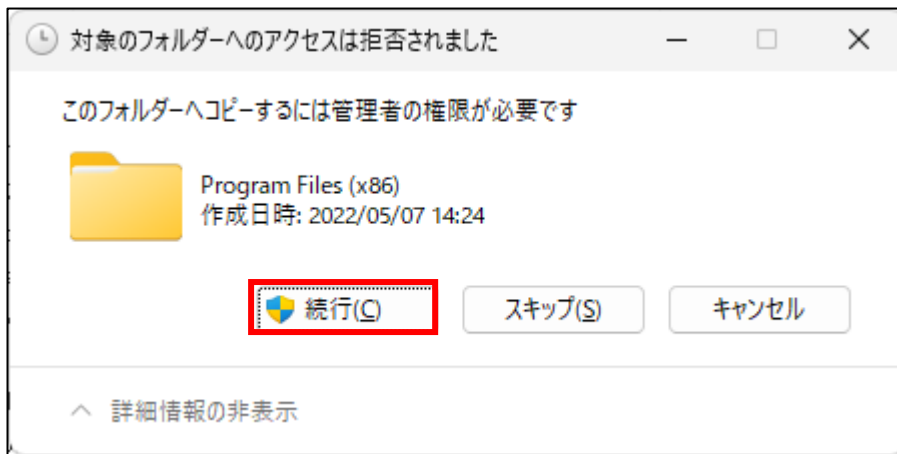 対象のフォルダーへのアクセスは拒否されました
このフォルダーへコピーするには管理者の権限が必要です
Program Files (x86)
作成日時: 2022/05/07 14:24
続行(C)
スキップ(S)
キャンセル
詳細情報の非表示